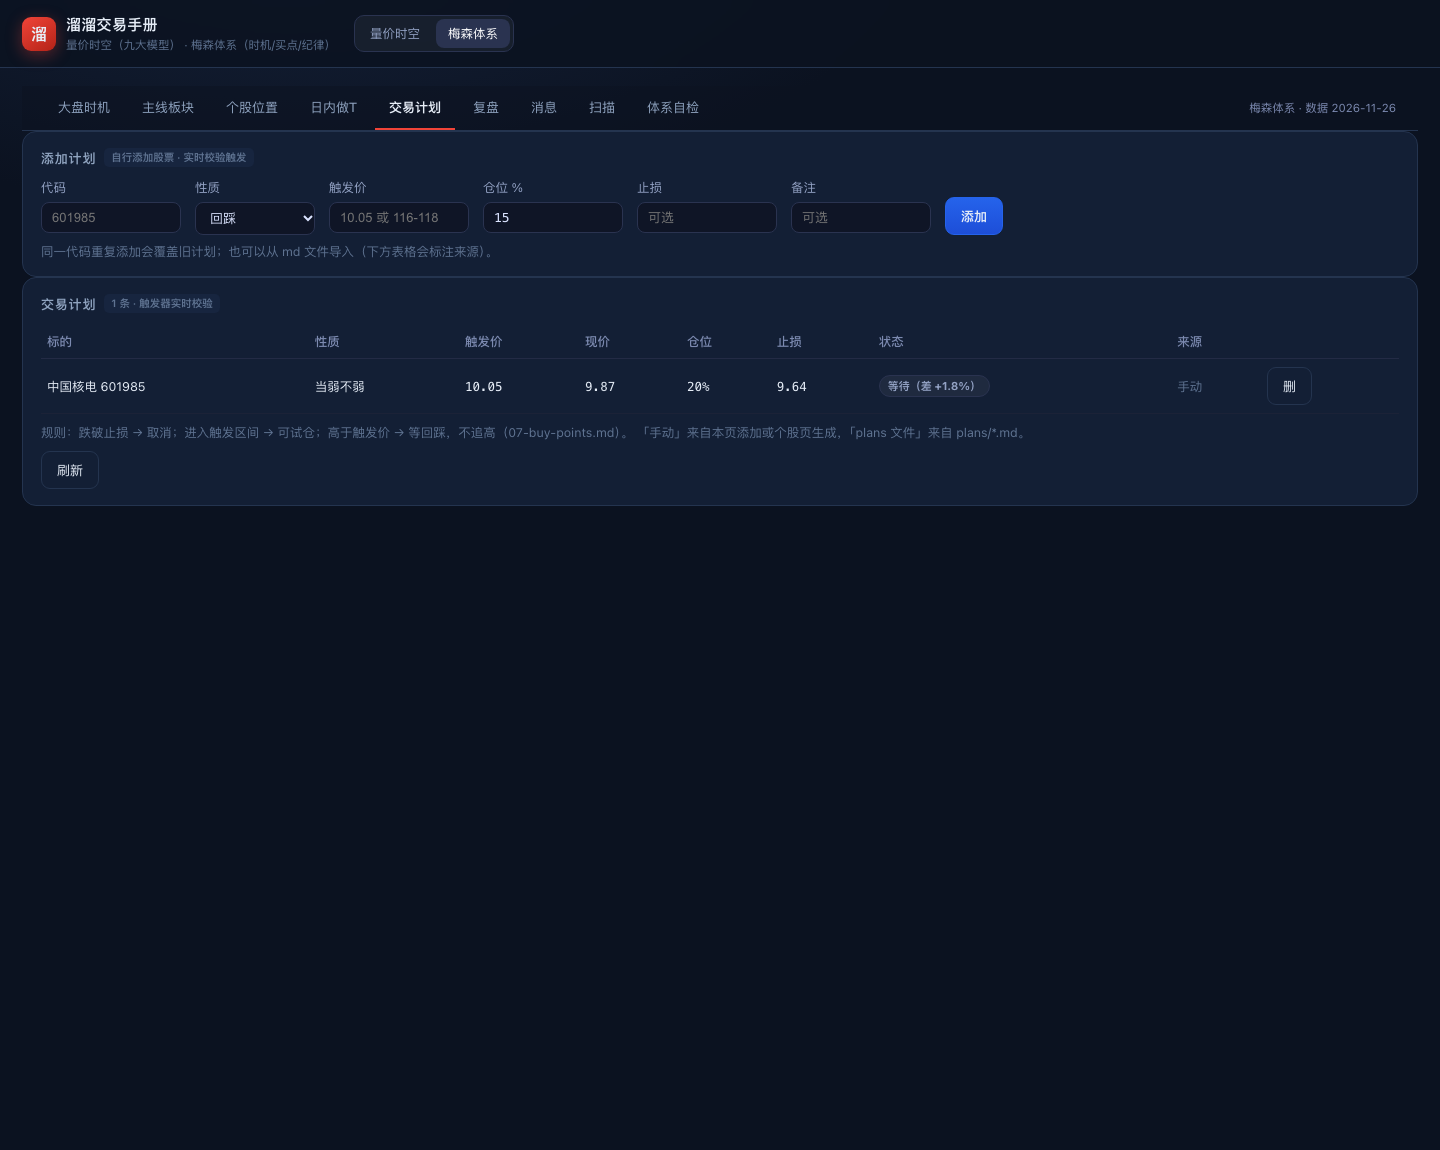 溜
溜溜交易手册
量价时空（九大模型） · 梅森体系（时机/买点/纪律）
量价时空 梅森体系
大盘时机 主线板块 个股位置 日内做T 交易计划 复盘 消息 扫描 体系自检 梅森体系 · 数据 2026-11-26
添加计划 自行添加股票 · 实时校验触发
代码 性质 触发价 仓位 % 止损 备注
601985 回踩 10.05 或 116-118 15 可选 可选 添加
同一代码重复添加会覆盖旧计划；也可以从 md 文件导入（下方表格会标注来源）。
交易计划 1 条 · 触发器实时校验
标的 性质 触发价 现价 仓位 止损 状态 来源
中国核电 601985 当弱不弱 10.05 9.87 20% 9.64 等待（差 +1.8%） 手动 删
规则：跌破止损 → 取消；进入触发区间 → 可试仓；高于触发价 → 等回踩，不追高（07-buy-points.md）。 「手动」来自本页添加或个股页生成，「plans 文件」来自 plans/*.md。
刷新